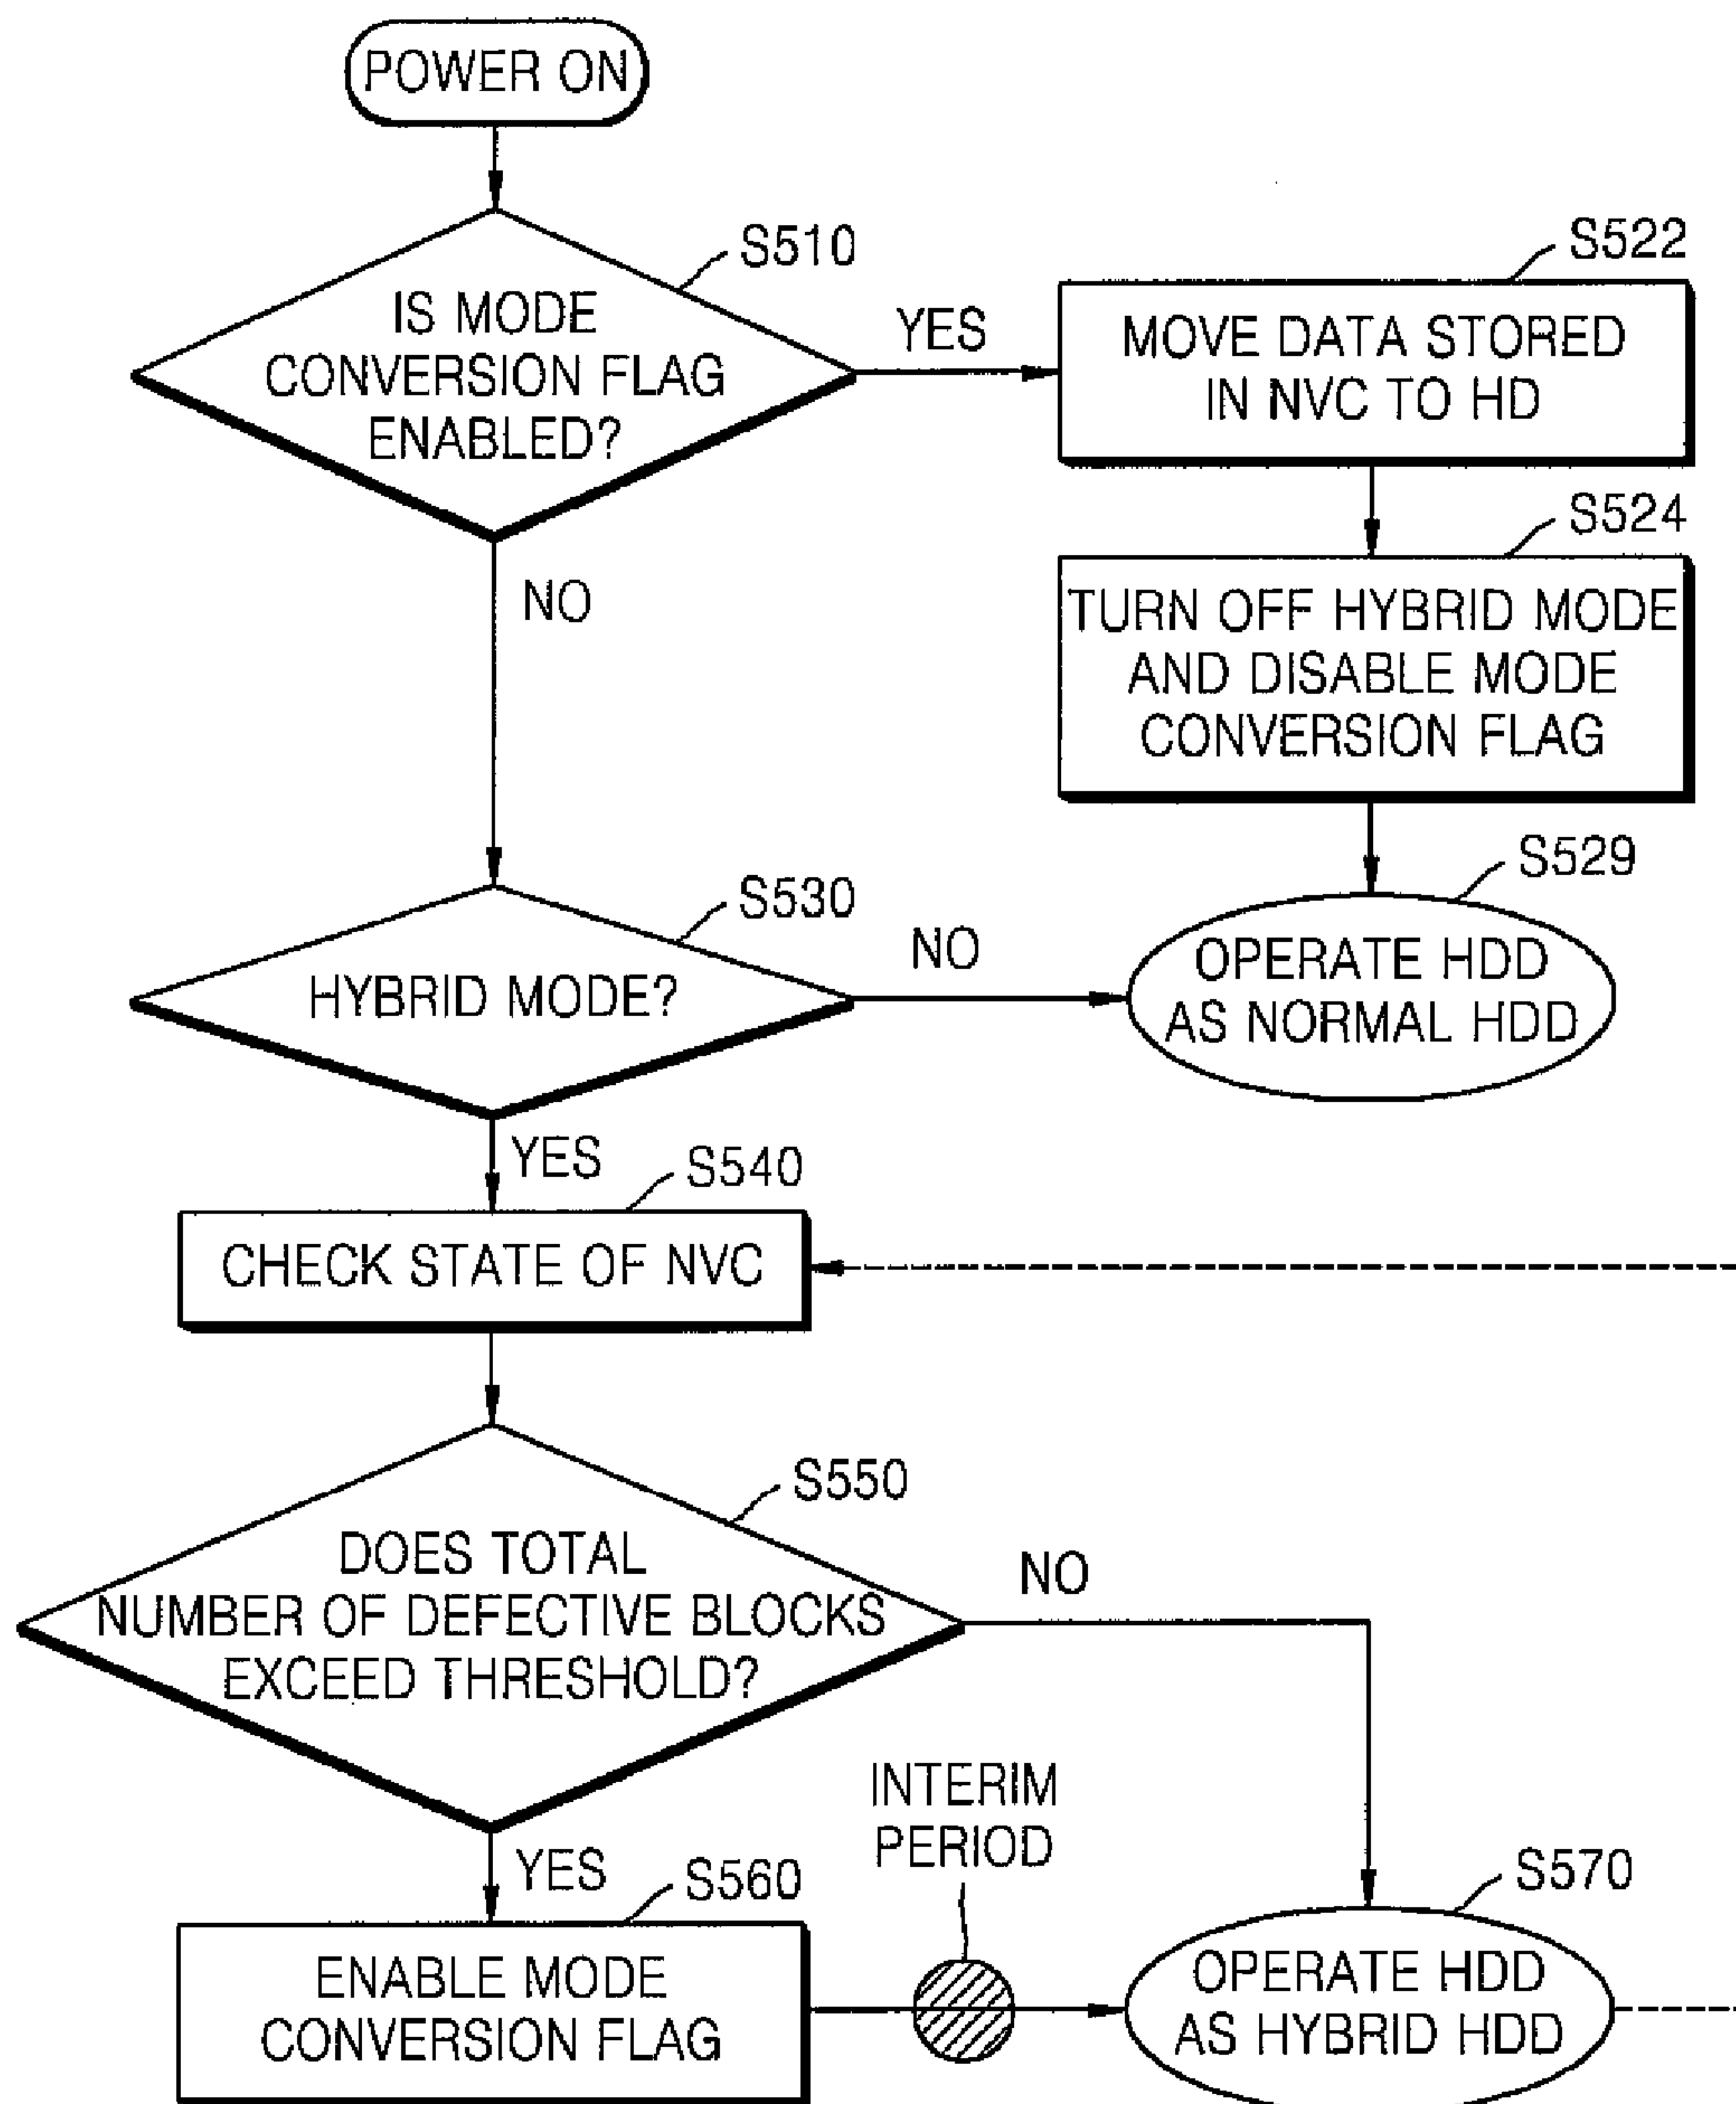 POWER ON
S510
IS MODE
CONVERSION FLAG
ENABLED?
YES
S522
MOVE DATA STORED
IN NVC TO HD
S524
TURN OFF HYBRID MODE
AND DISABLE MODE
CONVERSION FLAG
NO
S530
HYBRID MODE?
NO
S529
OPERATE HDD
AS NORMAL HDD
YES
S540
CHECK STATE OF NVC
S550
DOES TOTAL
NUMBER OF DEFECTIVE BLOCKS
EXCEED THRESHOLD?
NO
YES
S560
ENABLE MODE
CONVERSION FLAG
INTERIM
PERIOD
S570
OPERATE HDD
AS HYBRID HDD